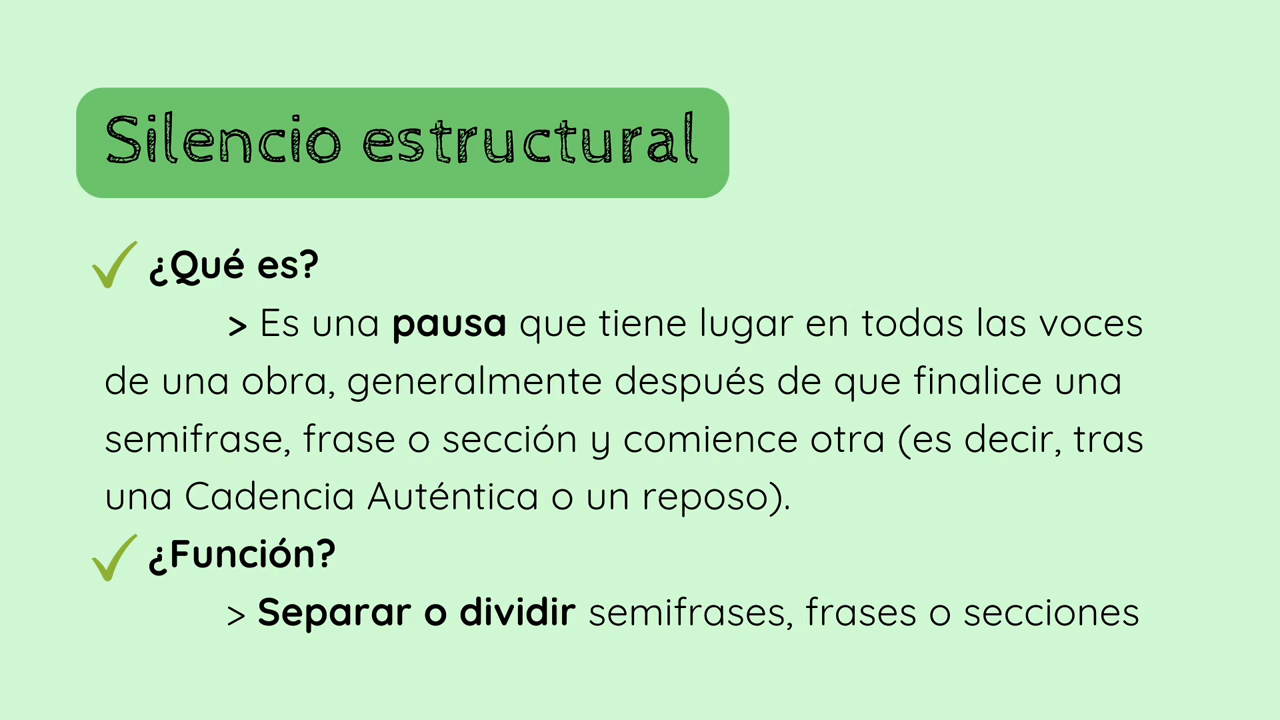 Silencio estructural
¿Qué es?
> Es una pausa que tiene lugar en todas las voces
de una obra, generalmente después de que finalice una
semifrase, frase o sección y comience otra (es decir, tras
una Cadencia Auténtica o un reposo).
¿Función?
> Separar o dividir semifrases, frases o secciones